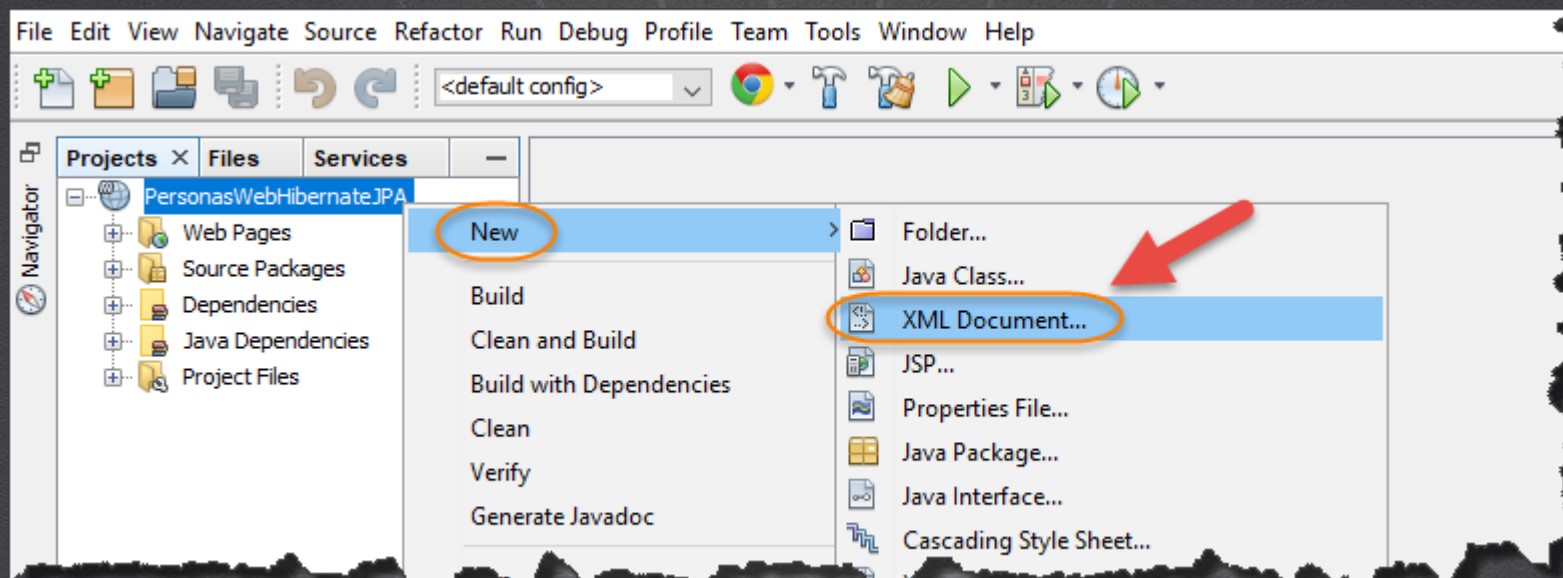 File Edit View Navigate Source Refactor Run Debug Profile Team Tools Window Help
<default config>
Projects Files Services
Navigator
PersonasWebHibernateJPA
Web Pages
Source Packages
Dependencies
Java Dependencies
Project Files
New
Build
Clean and Build
Build with Dependencies
Clean
Verify
Generate Javadoc
Folder...
Java Class...
XML Document...
JSP...
Properties File...
Java Package...
Java Interface...
Cascading Style Sheet...